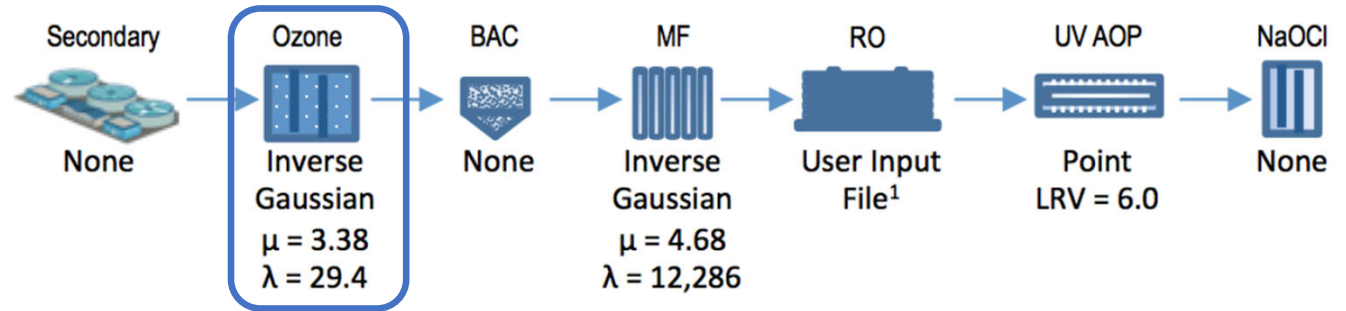 Secondary
Ozone
BAC
MF
RO
UV AOP
NaOCl
None
Inverse
Gaussian
μ = 3.38
λ = 29.4
None
Inverse
Gaussian
μ = 4.68
λ = 12,286
User Input
File¹
Point
LRV = 6.0
None